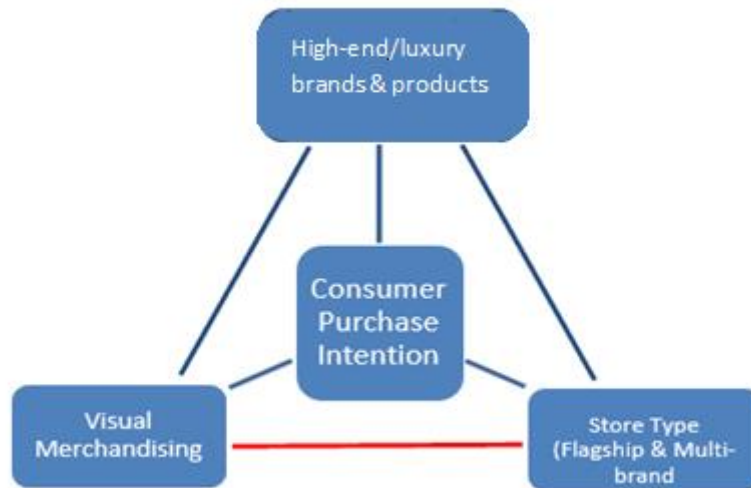 High-end/luxury
brands & products
Consumer
Purchase
Intention
Visual
Merchandising
Store Type
(Flagship & Multi-
brand